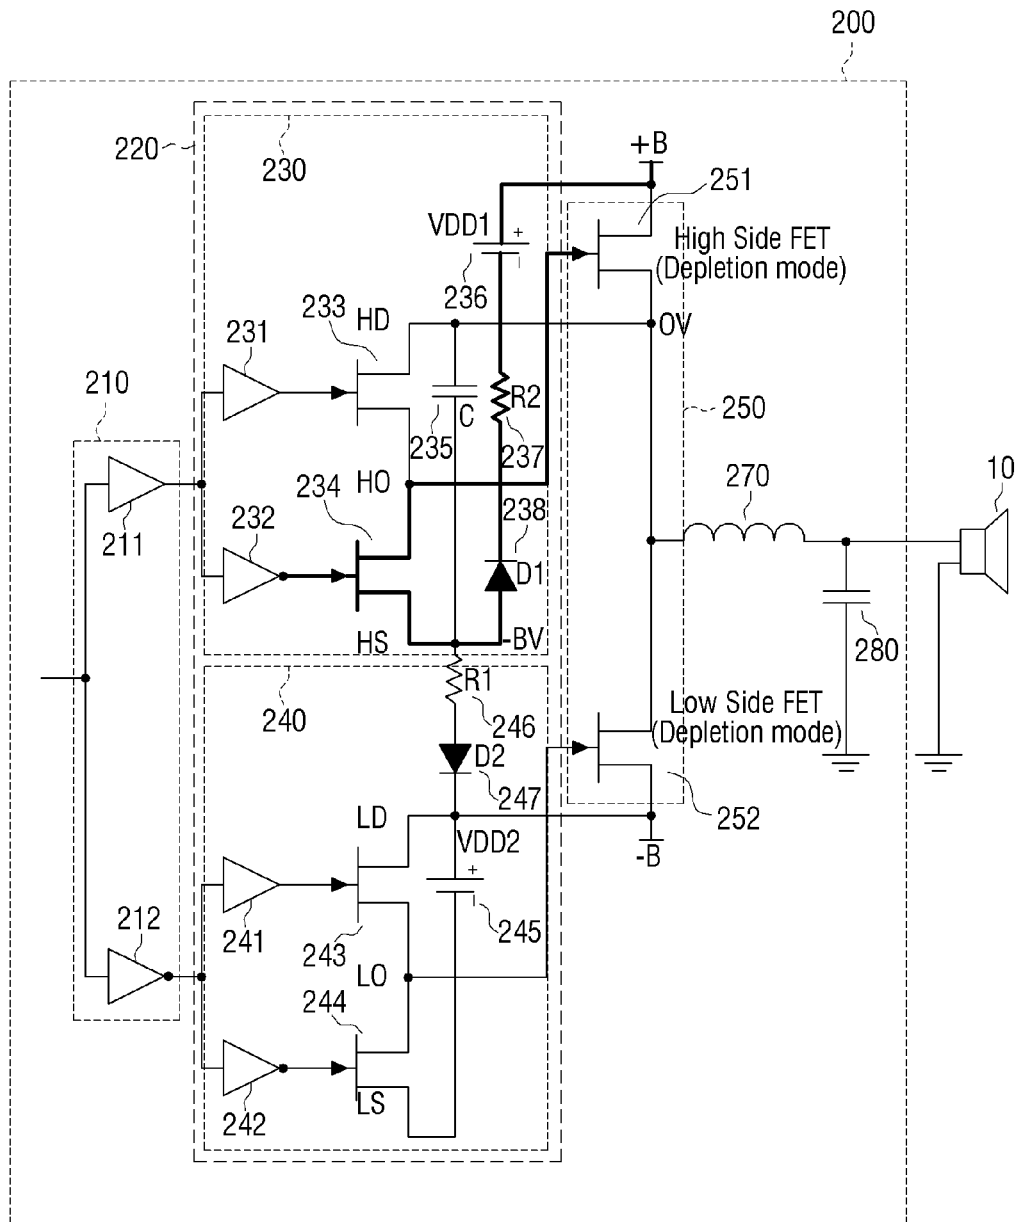 200
220
230
+B
251
VDD1
+
High Side FET
(Depletion mode)
236
233
HD
0V
231
210
R2
C
250
235
237
10
234
HO
270
238
211
232
D1
HS
-BV
280
R1
240
246
Low Side FET
(Depletion mode)
D2
247
LD
252
VDD2
-B
+
212
241
243
245
LO
244
242
LS